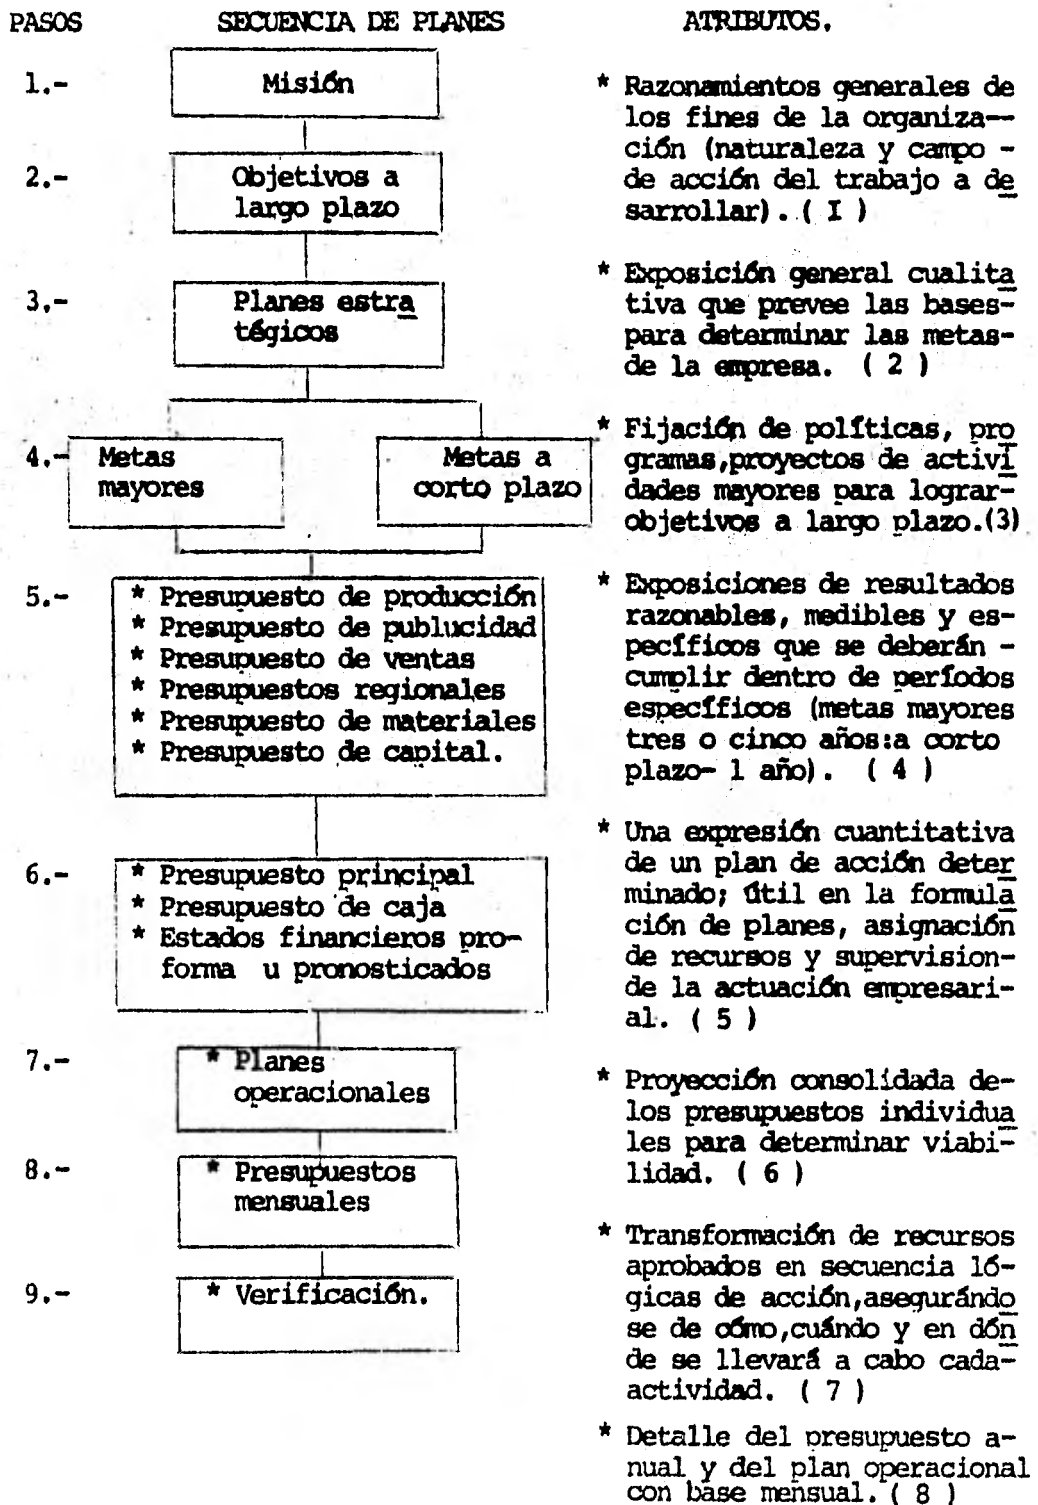 PASOS SECUENCIA DE PLANES ATRIBUTOS.
1.- Misión
2.- Objetivos a
largo plazo
3.- Planes estra
tégicos
4.- Metas
mayores
Metas a
corto plazo
5.- * Presupuesto de producción
* Presupuesto de publucidad
* Presupuesto de ventas
* Presupuestos regionales
* Presupuesto de materiales
* Presupuesto de capital.
6.- * Presupuesto principal
* Presupuesto de caja
* Estados financieros pro-
forma u pronosticados
7.- * Planes
operacionales
8.- * Presupuestos
mensuales
9.- * Verificación.
* Razonamientos generales de
los fines de la organiza--
ción (naturaleza y campo -
de acción del trabajo a de
sarrollar). ( I )
* Exposición general cualita
tiva que prevee las bases-
para determinar las metas-
de la empresa. ( 2 )
* Fijación de políticas, pro
gramas,proyectos de activi
dades mayores para lograr-
objetivos a largo plazo.(3)
* Exposiciones de resultados
razonables, medibles y es-
pecíficos que se deberán -
cumplir dentro de períodos
específicos (metas mayores
tres o cinco años:a corto
plazo- 1 año). ( 4 )
* Una expresión cuantitativa
de un plan de acción deter
minado; útil en la formula
ción de planes, asignación
de recursos y supervision-
de la actuación empresari-
al. ( 5 )
* Proyección consolidada de-
los presupuestos individua
les para determinar viabi-
lidad. ( 6 )
* Transformación de recursos
aprobados en secuencia ló-
gicas de acción,asegurándo
se de cómo,cuándo y en dón
de se llevará a cabo cada-
actividad. ( 7 )
* Detalle del presupuesto a-
nual y del plan operacional
con base mensual. ( 8 )